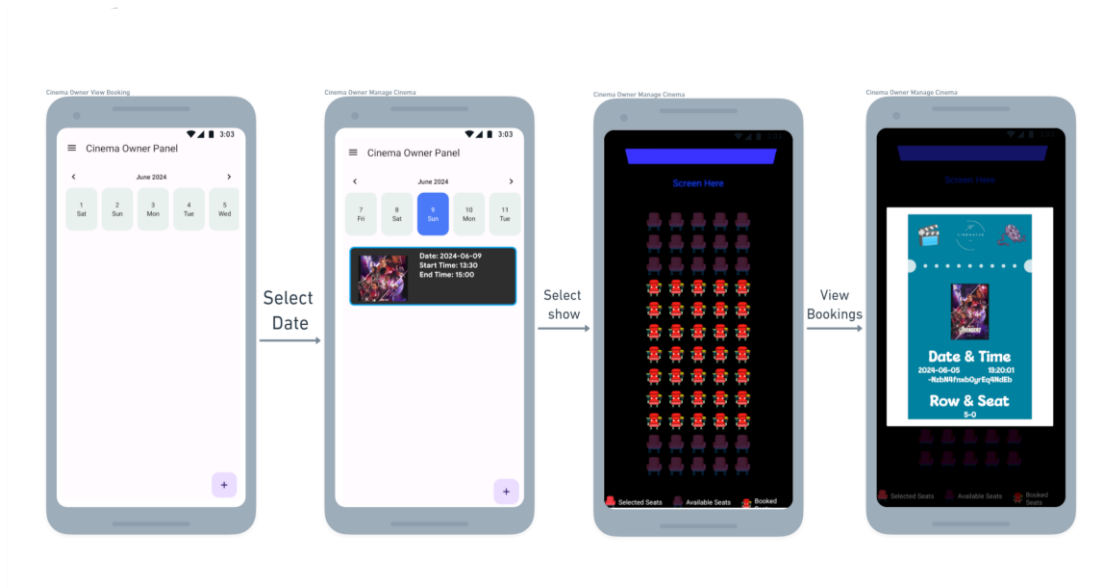 Cinema Owner View Booking
3:03
Cinema Owner Panel
June 2024
1 2 3 4 5
Sat Sun Mon Tue Wed
+
Select
Date
Cinema Owner Manage Cinema
3:03
Cinema Owner Panel
June 2024
7 8 9 10 11
Fri Sat Sun Mon Tue
Date: 2024-06-09
Start Time: 13:30
End Time: 15:00
+
Select
show
Cinema Owner Manage Cinema
3:03
Screen Here
Selected Seats Available Seats Booked
View
Bookings
Cinema Owner Manage Cinema
3:03
Screen Here
Date & Time
2024-06-05 13:20:01
-NzbN4fnxbOyrEq4NdEb
Row & Seat
5-0
Selected Seats Available Seats Booked
Seats